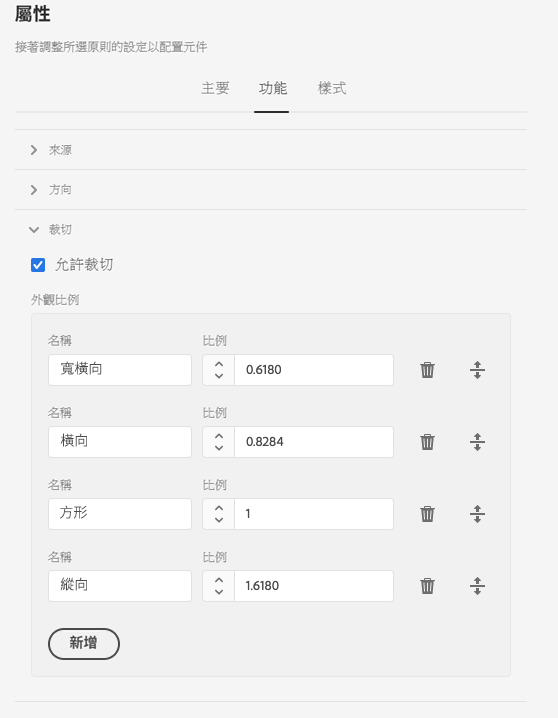 屬性
接著調整所選原則的設定以配置元件
主要 功能 樣式
來源
方向
裁切
允許裁切
外觀比例
名稱 比例
寬橫向 0.6180
名稱 比例
橫向 0.8284
名稱 比例
方形 1
名稱 比例
縱向 1.6180
新增